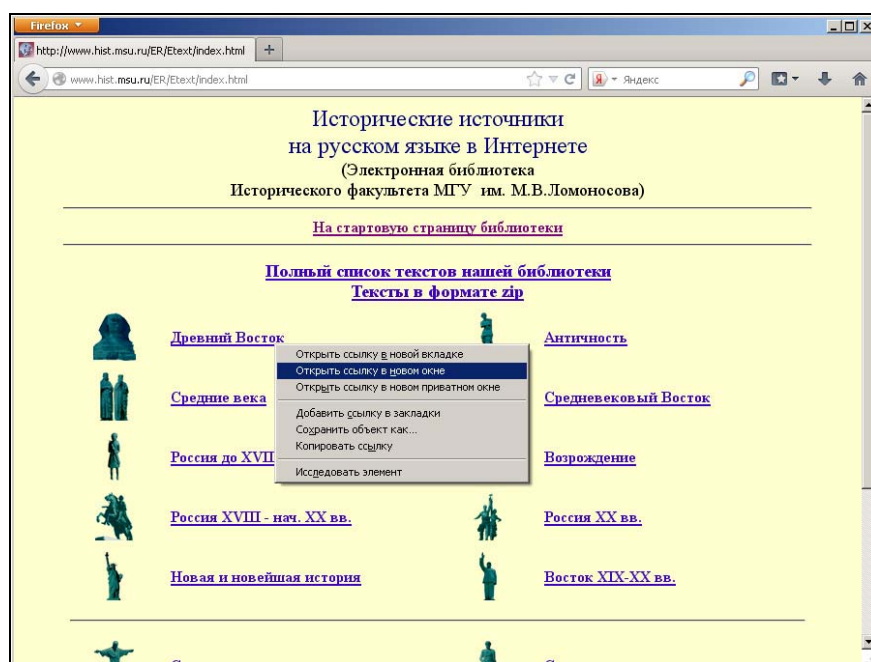 Firefox
http://www.hist.msu.ru/ER/Etext/index.html +
www.hist.msu.ru/ER/Etext/index.html Я Яндекс
Исторические источники
на русском языке в Интернете
(Электронная библиотека
Исторического факультета МГУ им. М.В.Ломоносова)
На стартовую страницу библиотеки
Полный список текстов нашей библиотеки
Тексты в формате zip
Древний Восток
Античность
Открыть ссылку в новой вкладке
Открыть ссылку в новом окне
Открыть ссылку в новом приватном окне
Добавить ссылку в закладки
Сохранить объект как...
Копировать ссылку
Исследовать элемент
Средние века
Средневековый Восток
Россия до XVII
Возрождение
Россия XVIII - нач. XX вв.
Россия XX вв.
Новая и новейшая история
Восток XIX-XX вв.